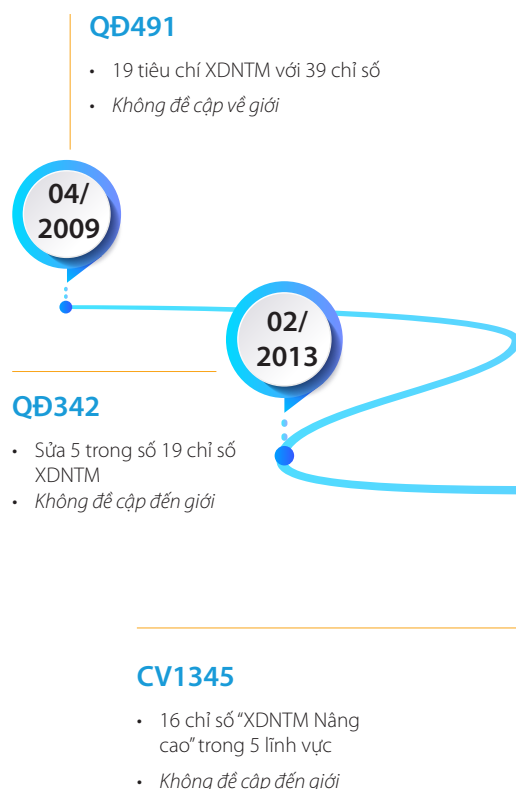 QĐ491
• 19 tiêu chí XDNTM với 39 chỉ số
• Không đề cập về giới
04/
2009
02/
2013
QĐ342
• Sửa 5 trong số 19 chỉ số
XDNTM
• Không đề cập đến giới
CV1345
• 16 chỉ số “XDNTM Nâng
cao” trong 5 lĩnh vực
• Không đề cập đến giới